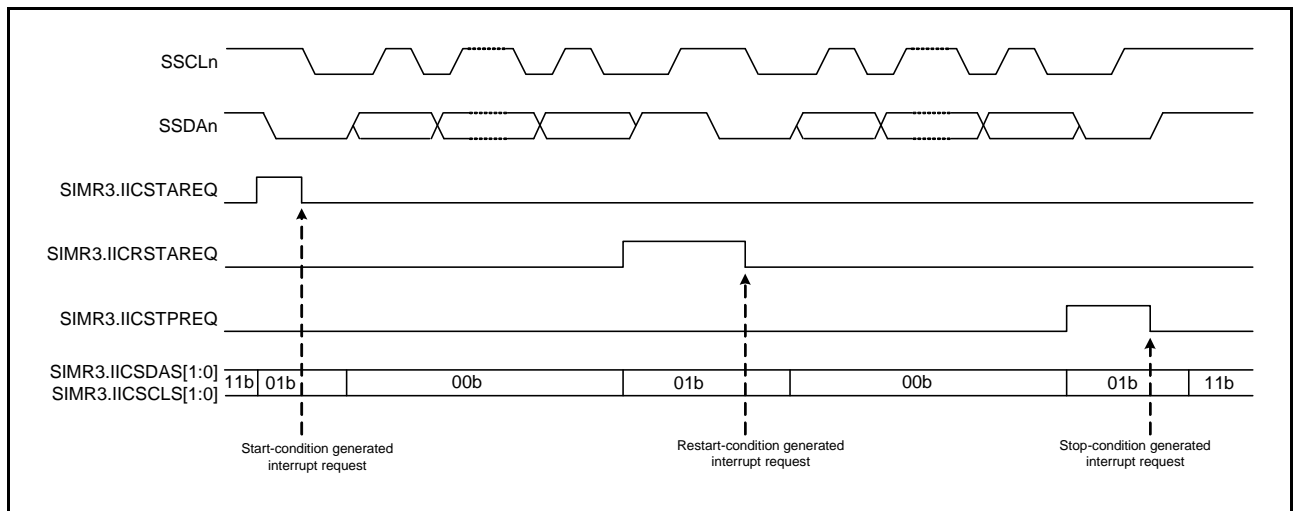 SSCLn
SSDAn
SIMR3.IICSTAREQ
SIMR3.IICRSTAREQ
SIMR3.IICSTPREQ
SIMR3.IICSDAS[1:0]
SIMR3.IICSCLS[1:0]
11b 01b 00b 01b 00b 01b 11b
Start-condition generated
interrupt request
Restart-condition generated
interrupt request
Stop-condition generated
interrupt request